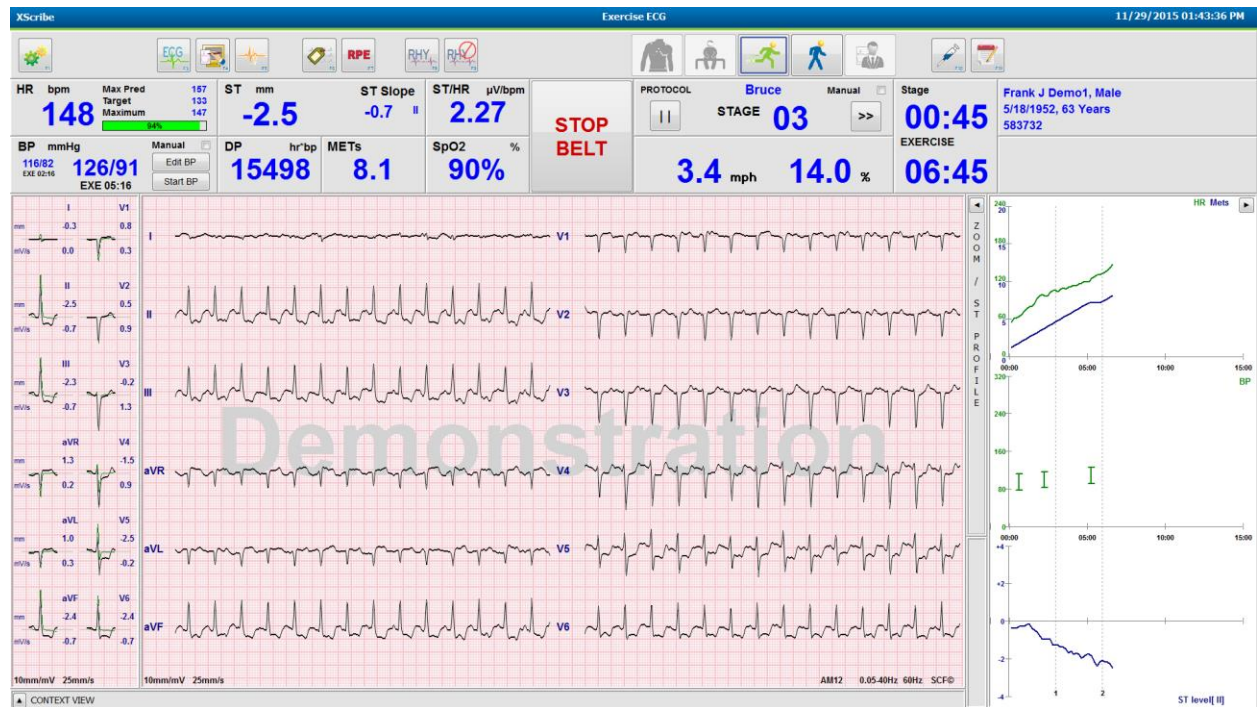 XScribe Exercise ECG 11/29/2015 01:43:36 PM
ECG RPE RHY RHY
HR bpm
148
Max Pred 157
Target 133
Maximum 147
94%
ST mm
-2.5
ST Slope
-0.7 II
ST/HR µV/bpm
2.27
STOP
BELT
PROTOCOL Bruce Manual
II STAGE 03 >>
Stage
00:45
EXERCISE
06:45
Frank J Demo1, Male
5/18/1952, 63 Years
583732
BP mmHg Manual
116/82
EXE 02:16
126/91
EXE 05:16
Edit BP
Start BP
DP hr*bp
15498
METs
8.1
SpO2 %
90%
3.4 mph 14.0 %
I V1
mm -0.3 0.8
mV/s 0.0 0.3
II V2
mm -2.5 0.5
mV/s -0.7 0.9
III V3
mm -2.3 -0.2
mV/s -0.7 1.3
aVR V4
mm 1.3 -1.5
mV/s 0.2 0.9
aVL V5
mm 1.0 -2.5
mV/s 0.3 -0.2
aVF V6
mm -2.4 -2.4
mV/s -0.7 -0.7
10mm/mV 25mm/s
I V1
II V2
III V3
Demonstration
aVR V4
aVL V5
aVF V6
10mm/mV 25mm/s AM12 0.05-40Hz 60Hz SCF©
ZOOM / ST PROFILE
HR Mets
240
20
180
15
120
10
60
5
0
0
00:00 05:00 10:00 15:00
BP
320
240
160
80
0
00:00 05:00 10:00 15:00
+4
+2
0
-2
-4
1 2
ST level[ II]
CONTEXT VIEW